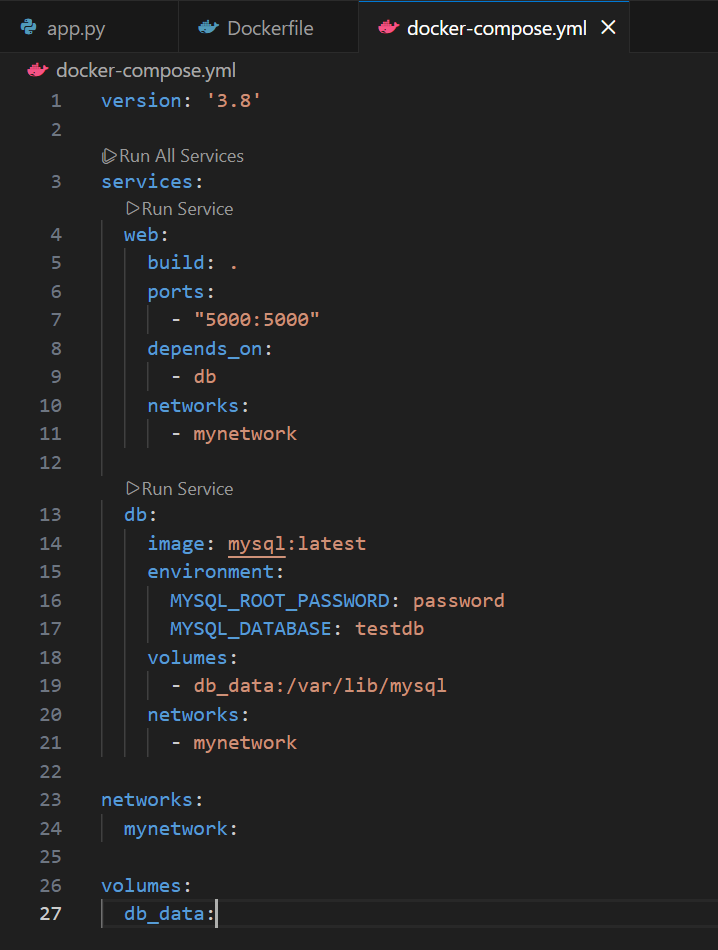 app.py Dockerfile docker-compose.yml
docker-compose.yml
1 version: '3.8'
2
Run All Services
3 services:
Run Service
4 web:
5 build: .
6 ports:
7 - "5000:5000"
8 depends_on:
9 - db
10 networks:
11 - mynetwork
12
Run Service
13 db:
14 image: mysql:latest
15 environment:
16 MYSQL_ROOT_PASSWORD: password
17 MYSQL_DATABASE: testdb
18 volumes:
19 - db_data:/var/lib/mysql
20 networks:
21 - mynetwork
22
23 networks:
24 mynetwork:
25
26 volumes:
27 db_data: